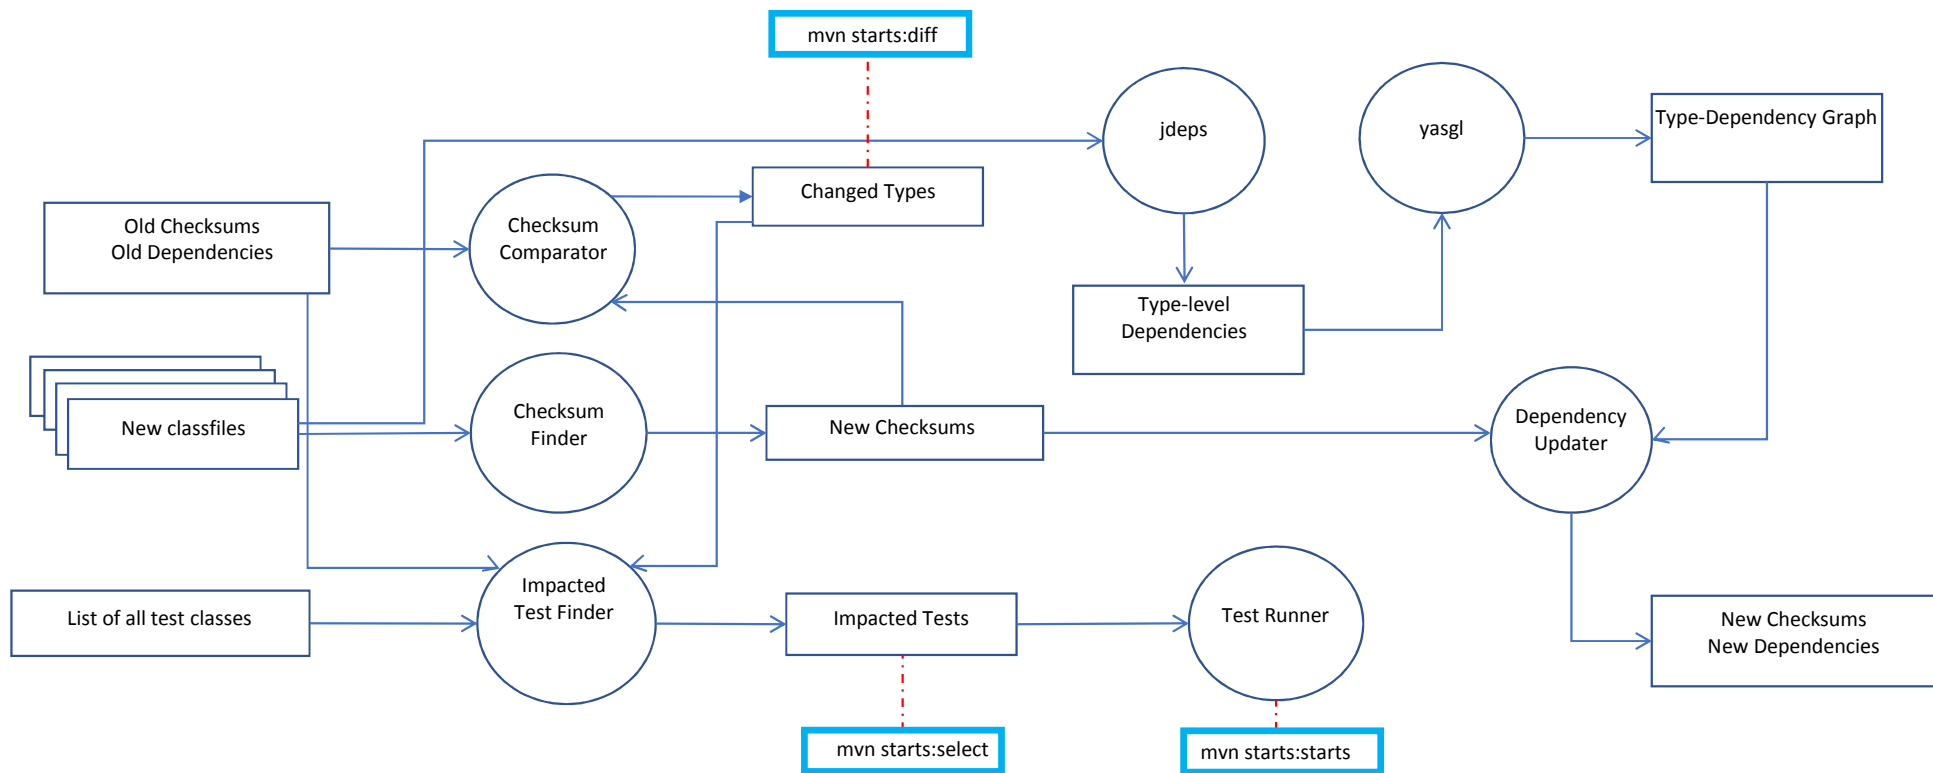 mvn starts:diff
jdeps
yasgl
Type-Dependency Graph
Changed Types
Old Checksums
Old Dependencies
Checksum
Comparator
Type-level
Dependencies
New classfiles
Checksum
Finder
New Checksums
Dependency
Updater
List of all test classes
Impacted
Test Finder
Impacted Tests
Test Runner
New Checksums
New Dependencies
mvn starts:select
mvn starts:starts